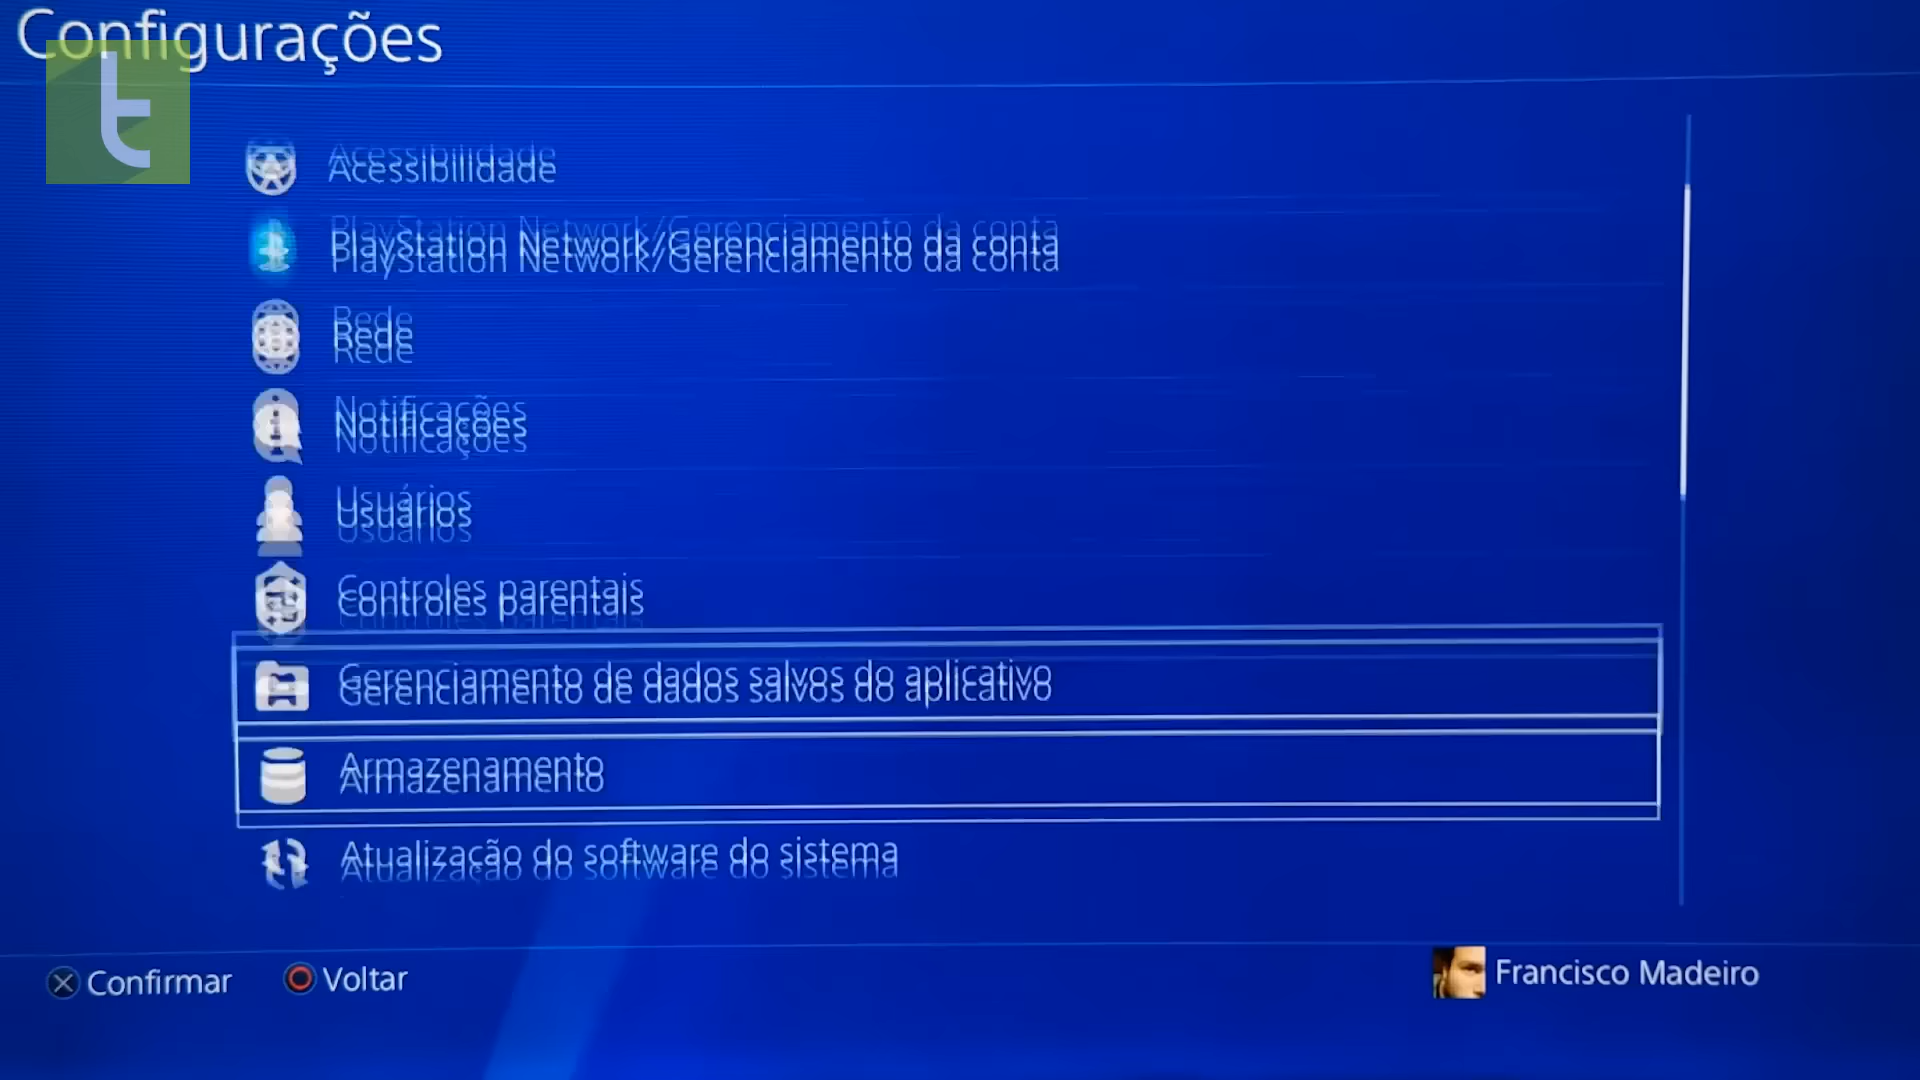 Configurações
t
Acessibilidade
PlayStation Network/Gerenciamento da conta
Rede
Notificações
Usuários
Controles parentais
Gerenciamento de dados salvos do aplicativo
Armazenamento
Atualização do software do sistema
Confirmar
Voltar
Francisco Madeiro